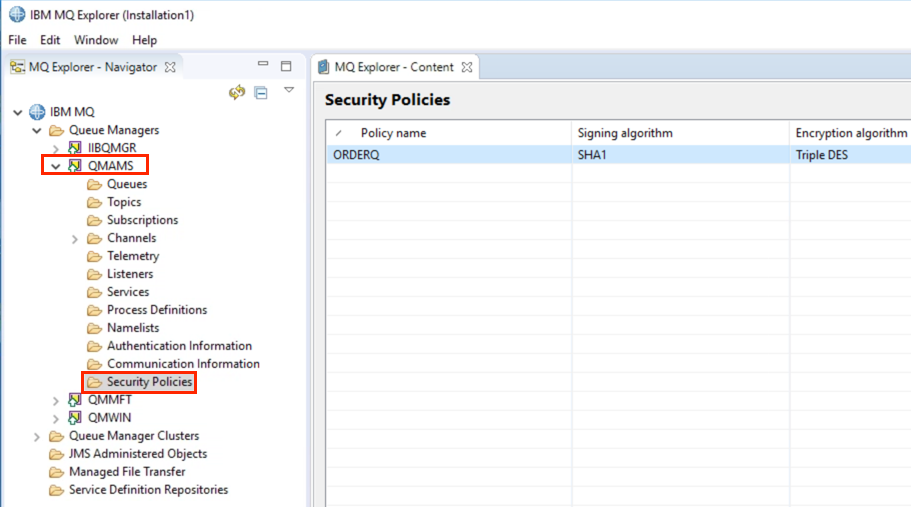 IBM MQ Explorer (Installation1)
File Edit Window Help
MQ Explorer - Navigator
IBM MQ
Queue Managers
IIBQMGR
QMAMS
Queues
Topics
Subscriptions
Channels
Telemetry
Listeners
Services
Process Definitions
Namelists
Authentication Information
Communication Information
Security Policies
QMMFT
QMWIN
Queue Manager Clusters
JMS Administered Objects
Managed File Transfer
Service Definition Repositories
MQ Explorer - Content
Security Policies
Policy name Signing algorithm Encryption algorithm
ORDERQ SHA1 Triple DES